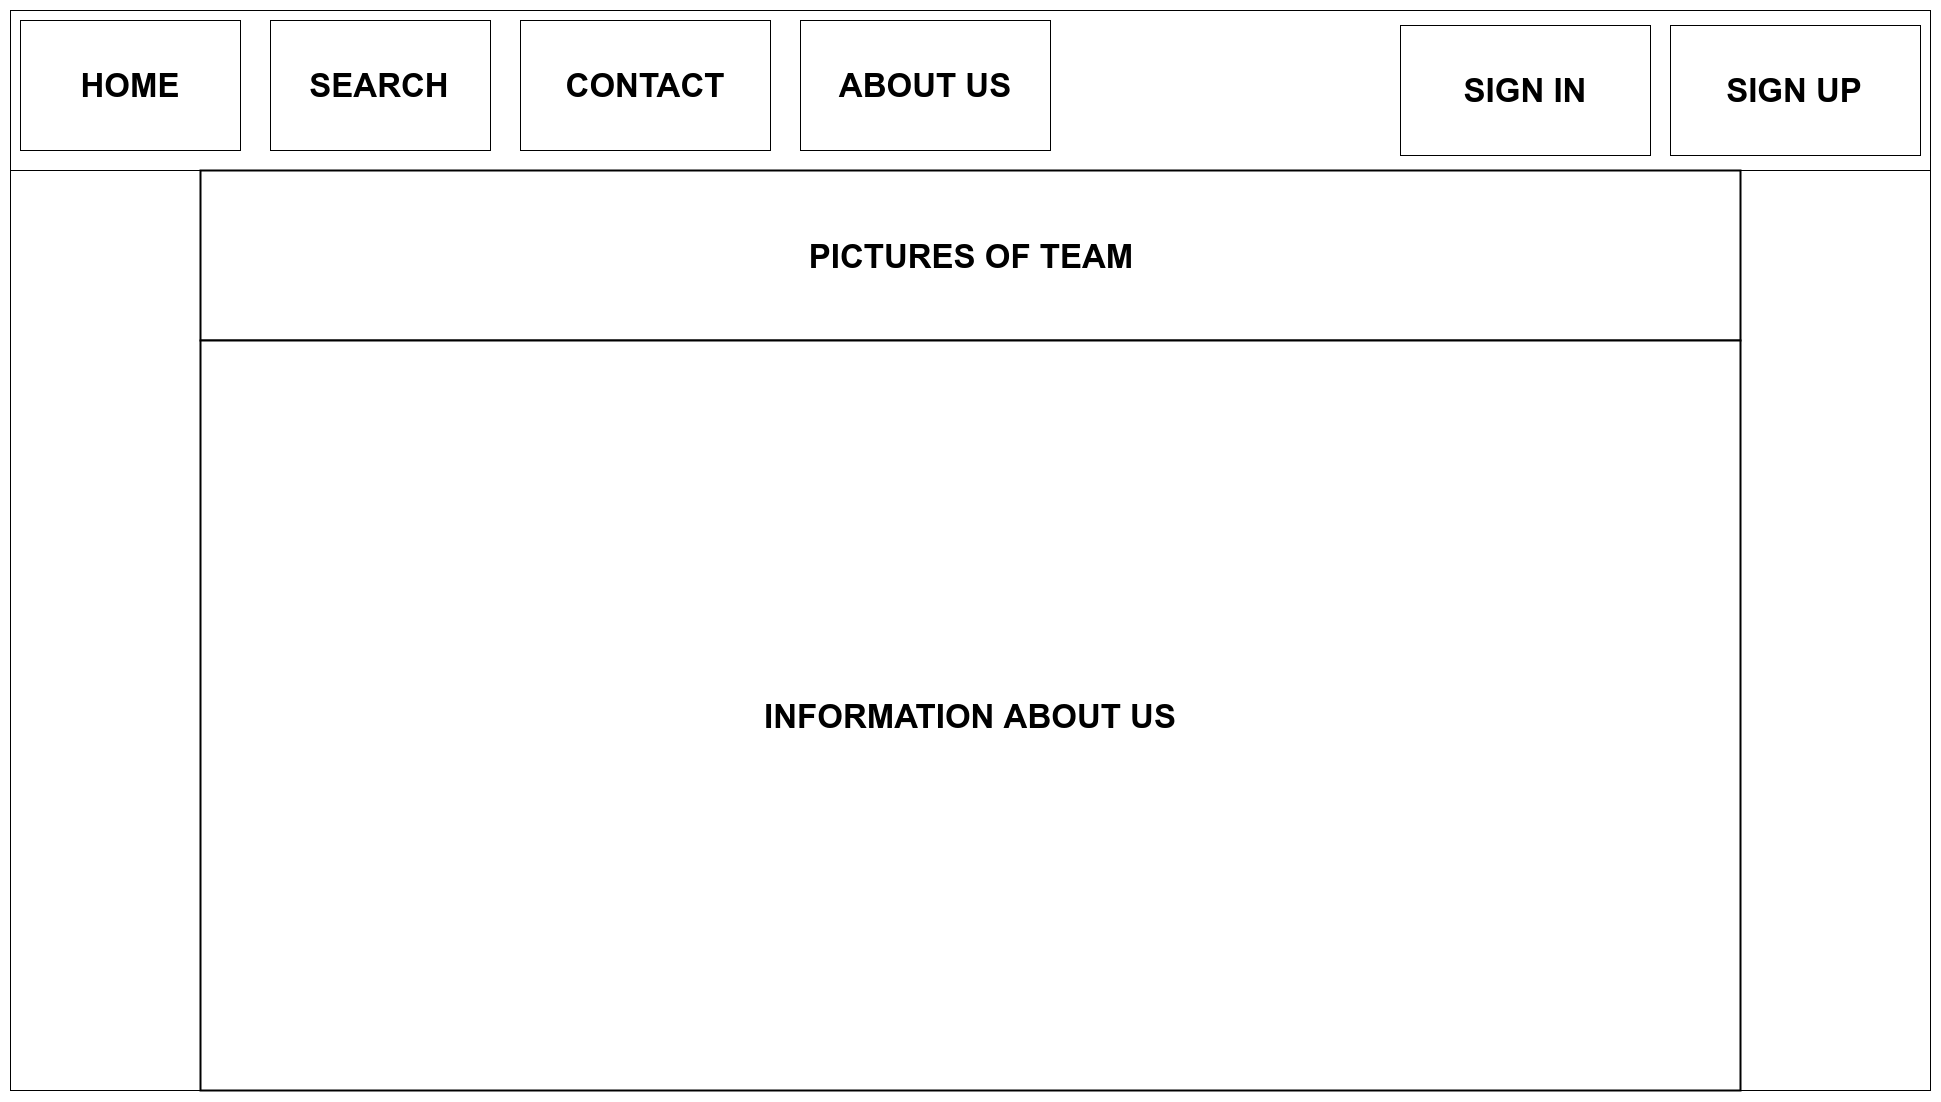 HOME
SEARCH
CONTACT
ABOUT US
SIGN IN
SIGN UP
PICTURES OF TEAM
INFORMATION ABOUT US